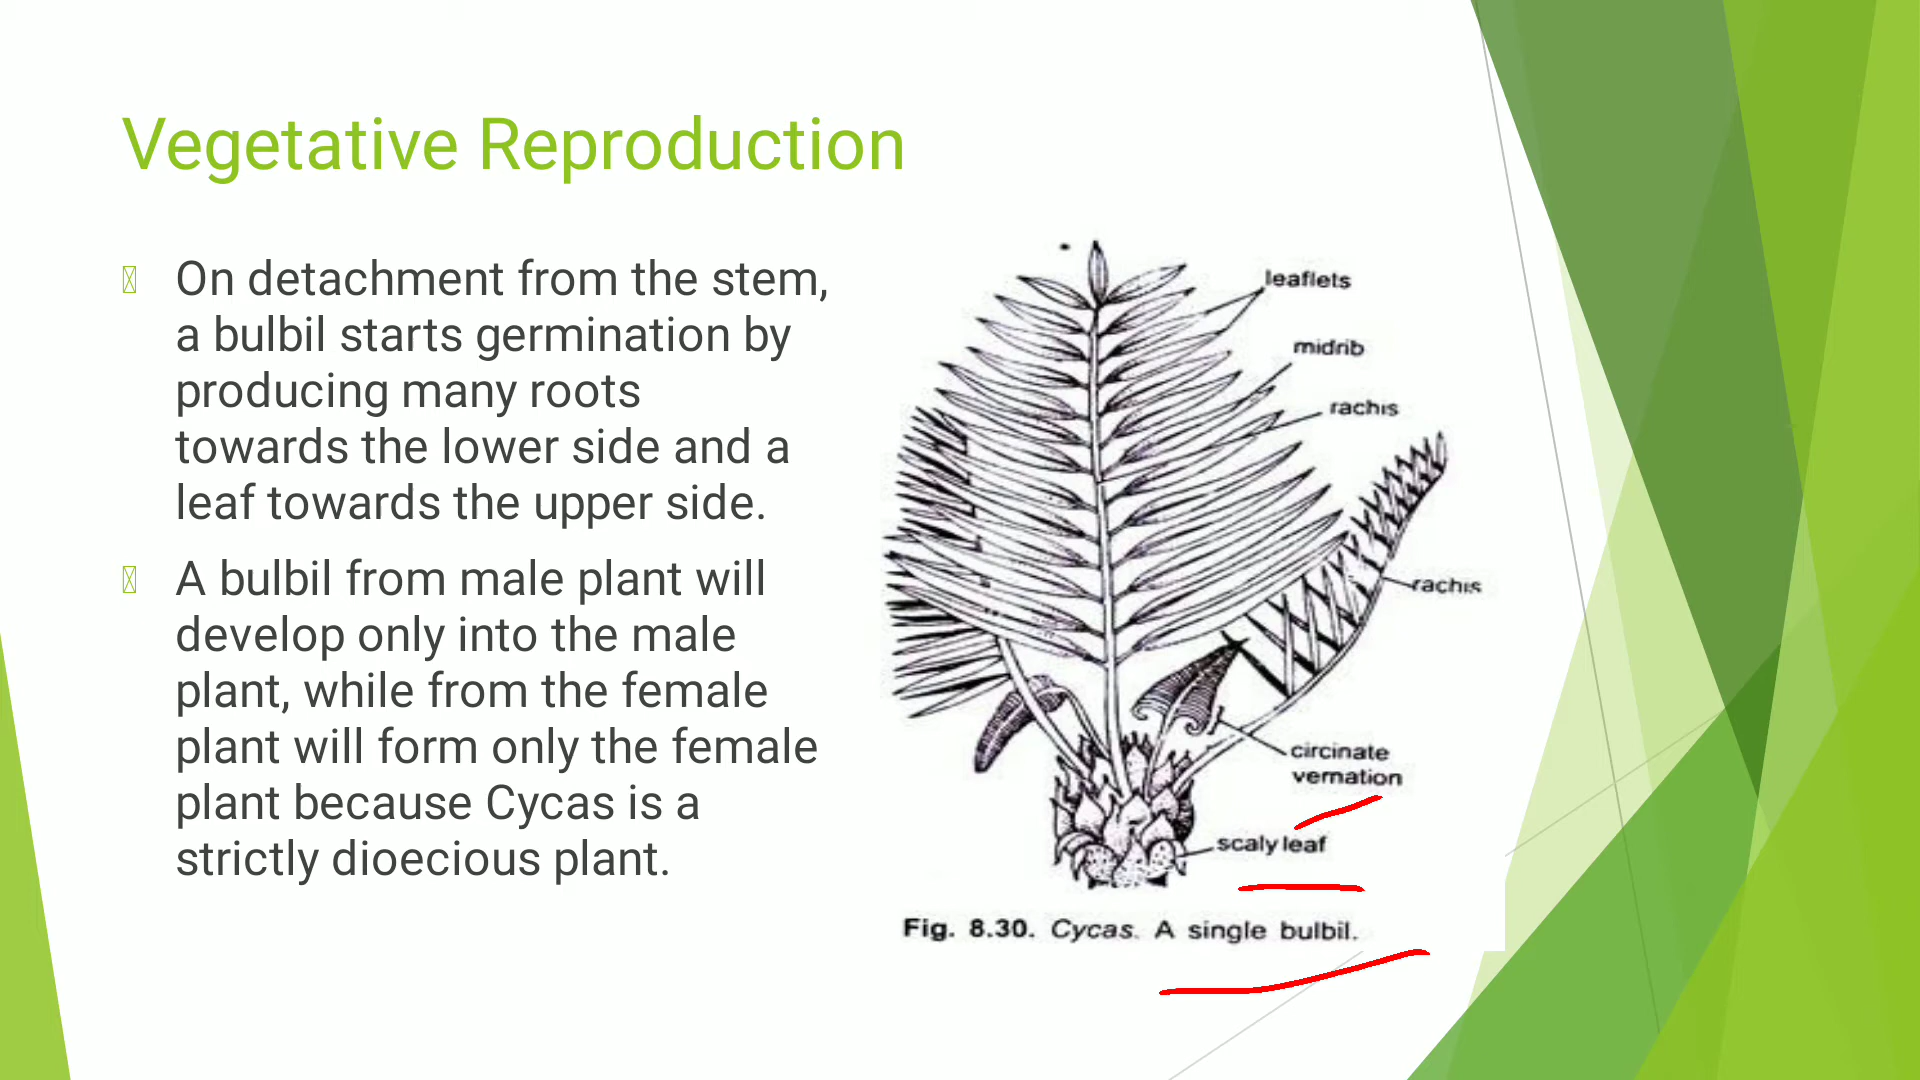 Vegetative Reproduction
On detachment from the stem,
a bulbil starts germination by
producing many roots
towards the lower side and a
leaf towards the upper side.
A bulbil from male plant will
develop only into the male
plant, while from the female
plant will form only the female
plant because Cycas is a
strictly dioecious plant.
leaflets
midrib
rachis
rachis
circinate
vernation
scaly leaf
Fig. 8.30. Cycas. A single bulbil.